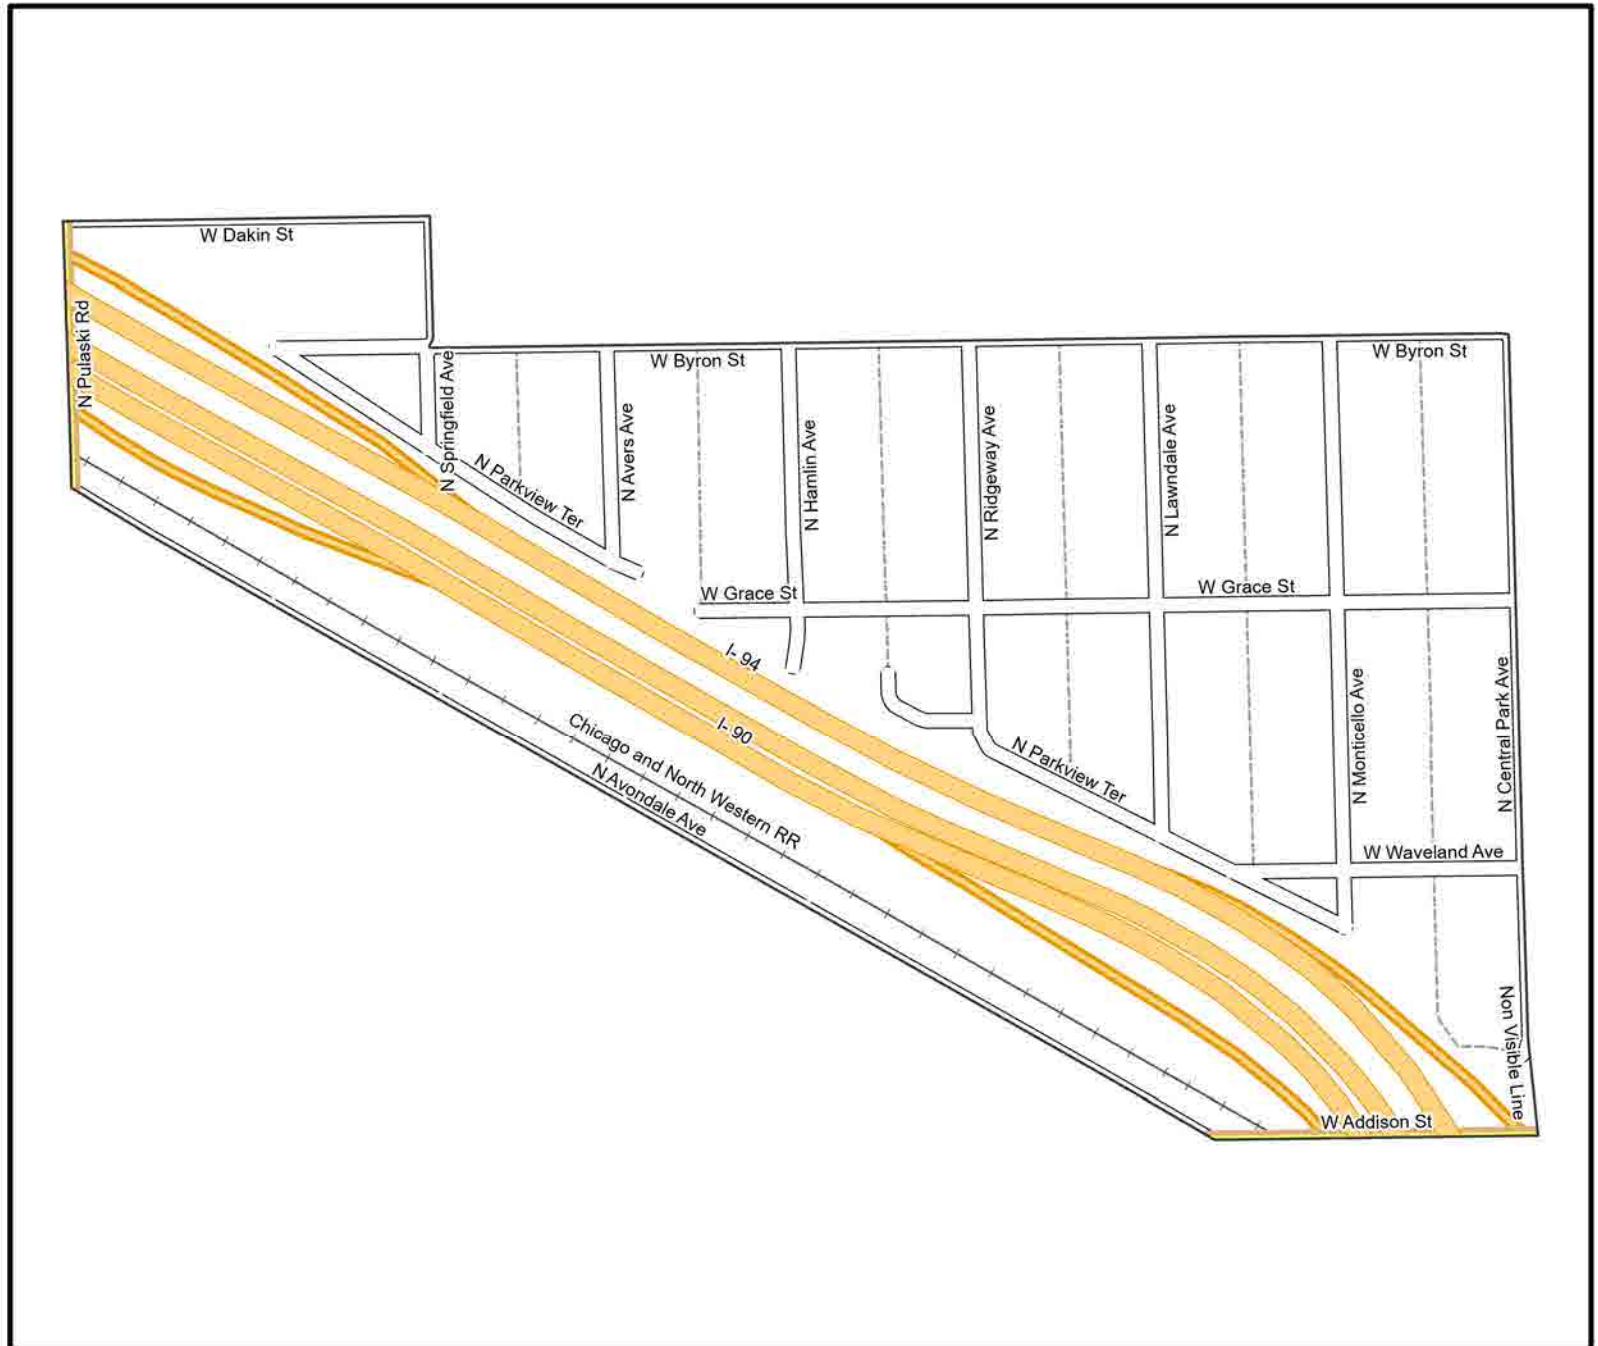 W Dakin St
N Pulaski Rd
W Byron St
W Byron St
N Springfield Ave
N Avers Ave
N Hamlin Ave
N Ridgeway Ave
N Lawndale Ave
N Parkview Ter
W Grace St
W Grace St
I- 94
I- 90
N Monticello Ave
N Central Park Ave
Chicago and North Western RR
N Avondale Ave
N Parkview Ter
W Waveland Ave
Non Visible Line
W Addison St